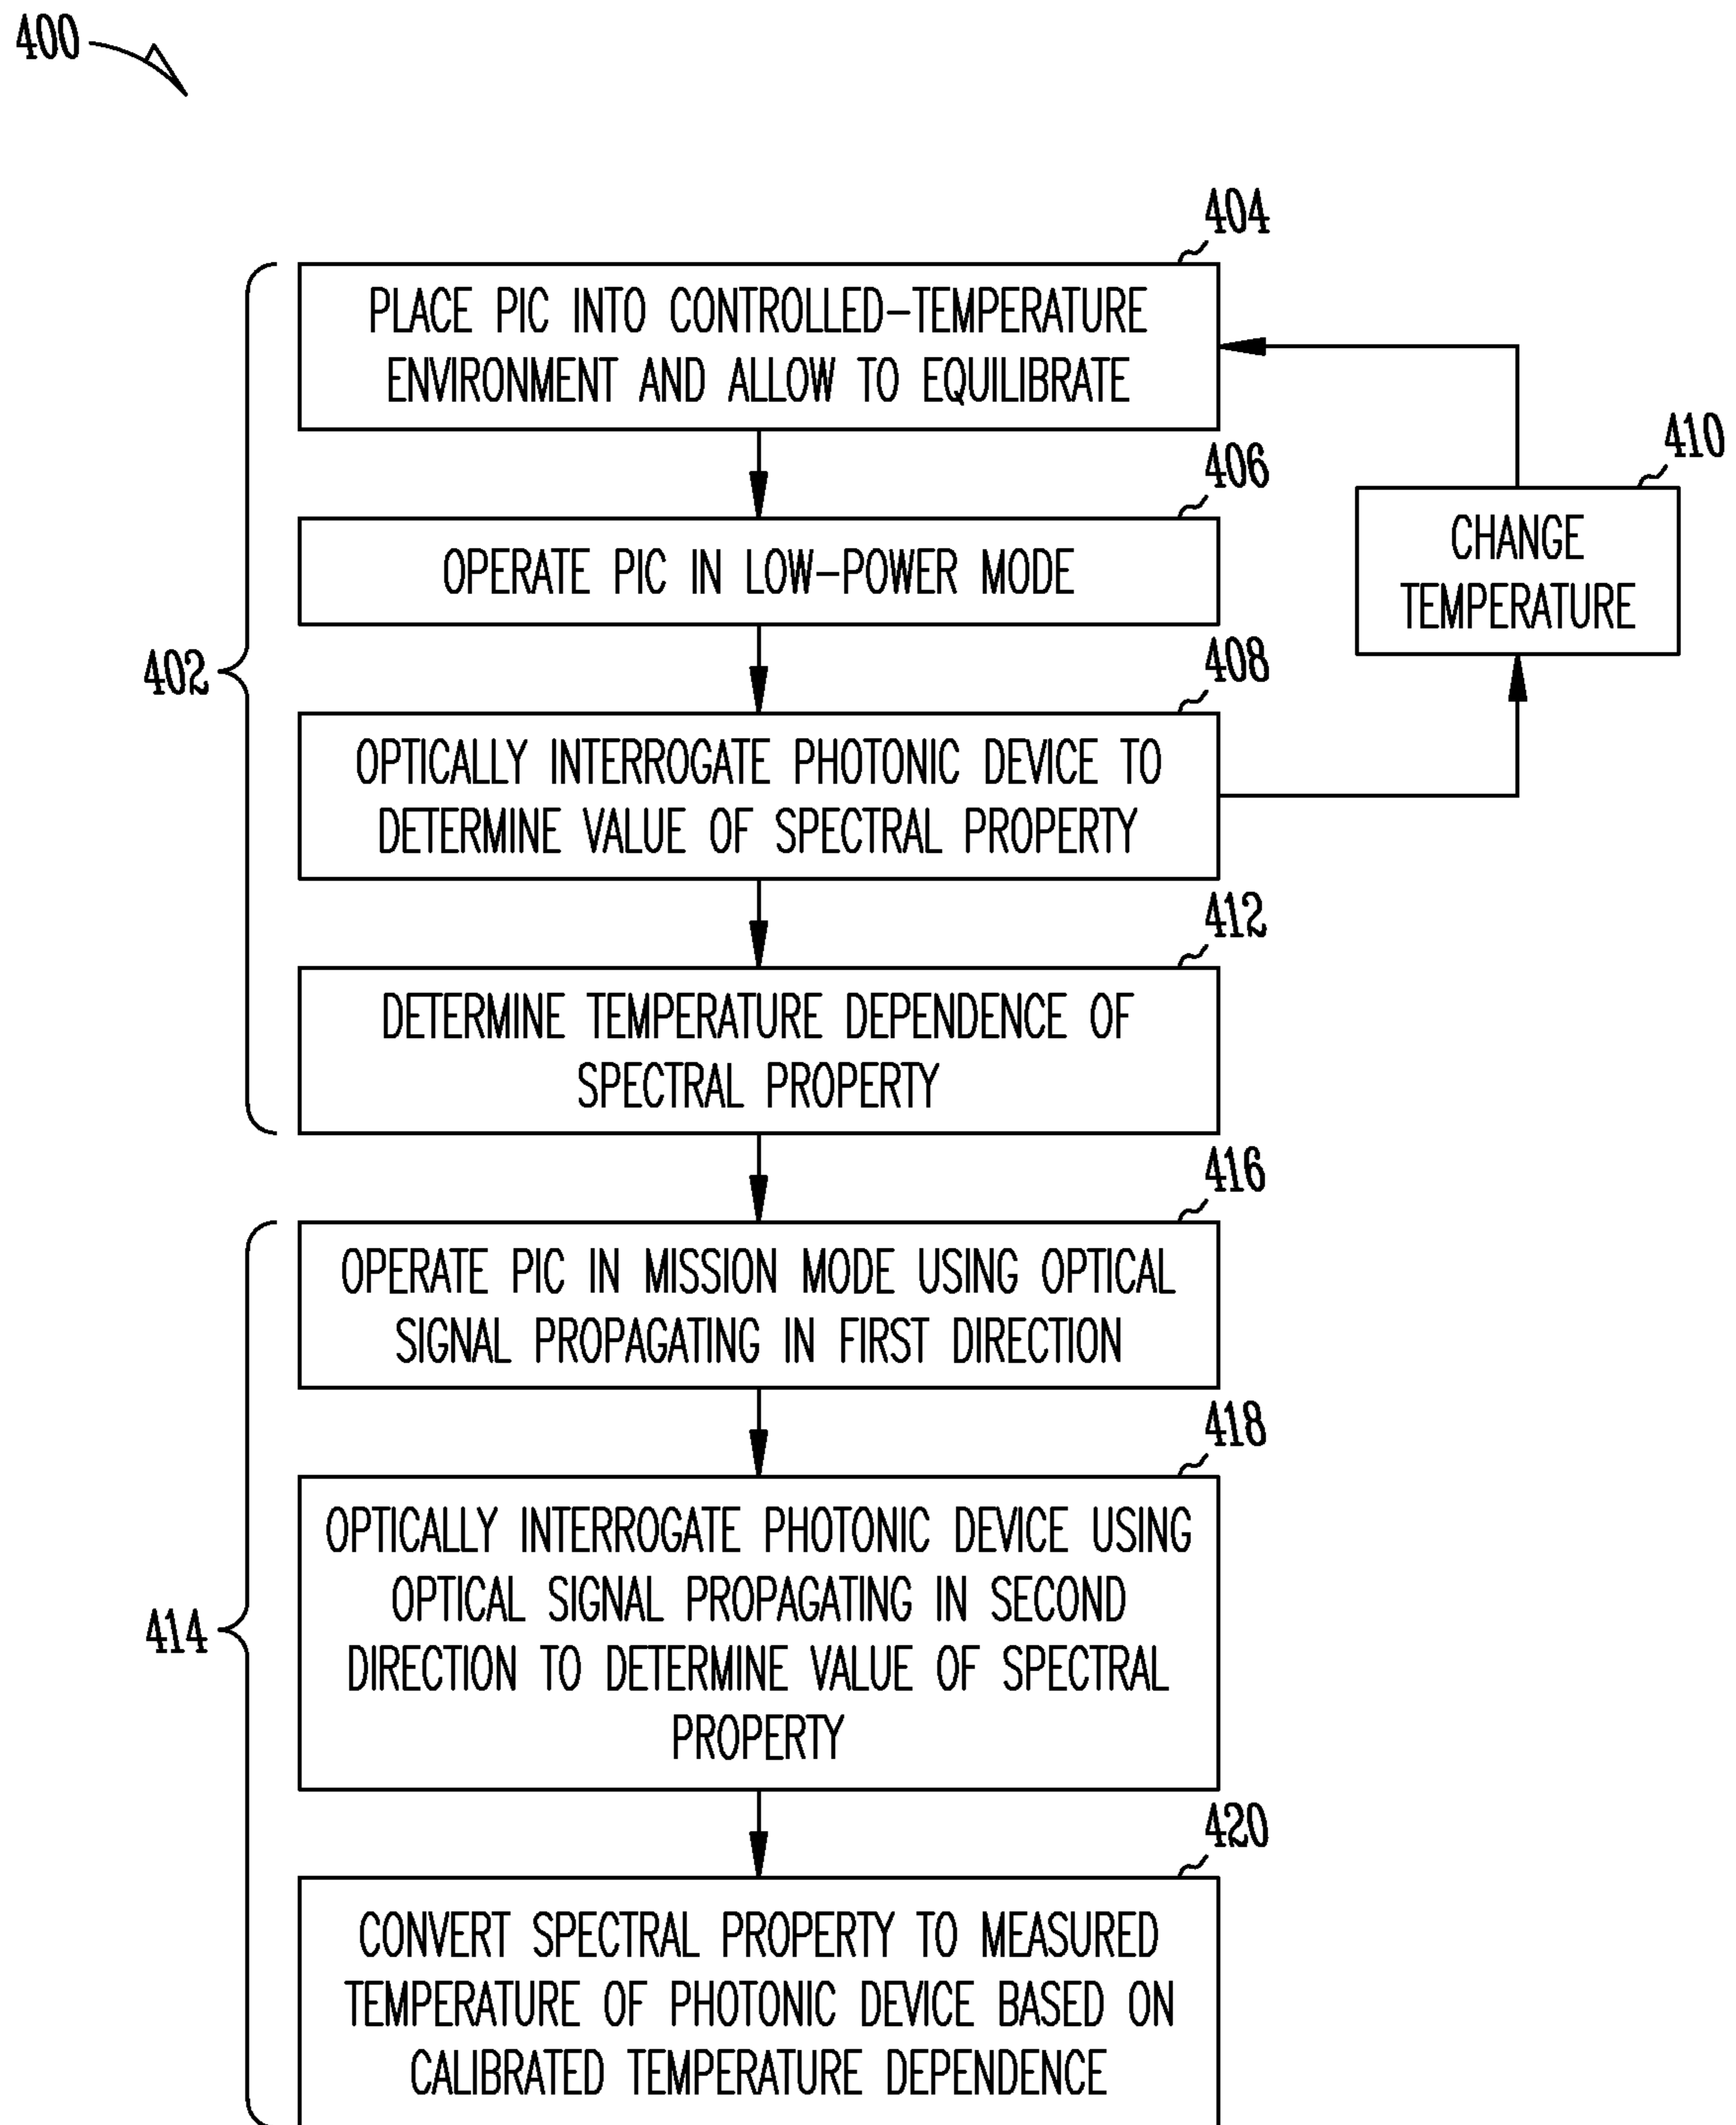 400
404
PLACE PIC INTO CONTROLLED-TEMPERATURE
ENVIRONMENT AND ALLOW TO EQUILIBRATE
406
OPERATE PIC IN LOW-POWER MODE
410
CHANGE
TEMPERATURE
402
408
OPTICALLY INTERROGATE PHOTONIC DEVICE TO
DETERMINE VALUE OF SPECTRAL PROPERTY
412
DETERMINE TEMPERATURE DEPENDENCE OF
SPECTRAL PROPERTY
416
OPERATE PIC IN MISSION MODE USING OPTICAL
SIGNAL PROPAGATING IN FIRST DIRECTION
414
418
OPTICALLY INTERROGATE PHOTONIC DEVICE USING
OPTICAL SIGNAL PROPAGATING IN SECOND
DIRECTION TO DETERMINE VALUE OF SPECTRAL
PROPERTY
420
CONVERT SPECTRAL PROPERTY TO MEASURED
TEMPERATURE OF PHOTONIC DEVICE BASED ON
CALIBRATED TEMPERATURE DEPENDENCE